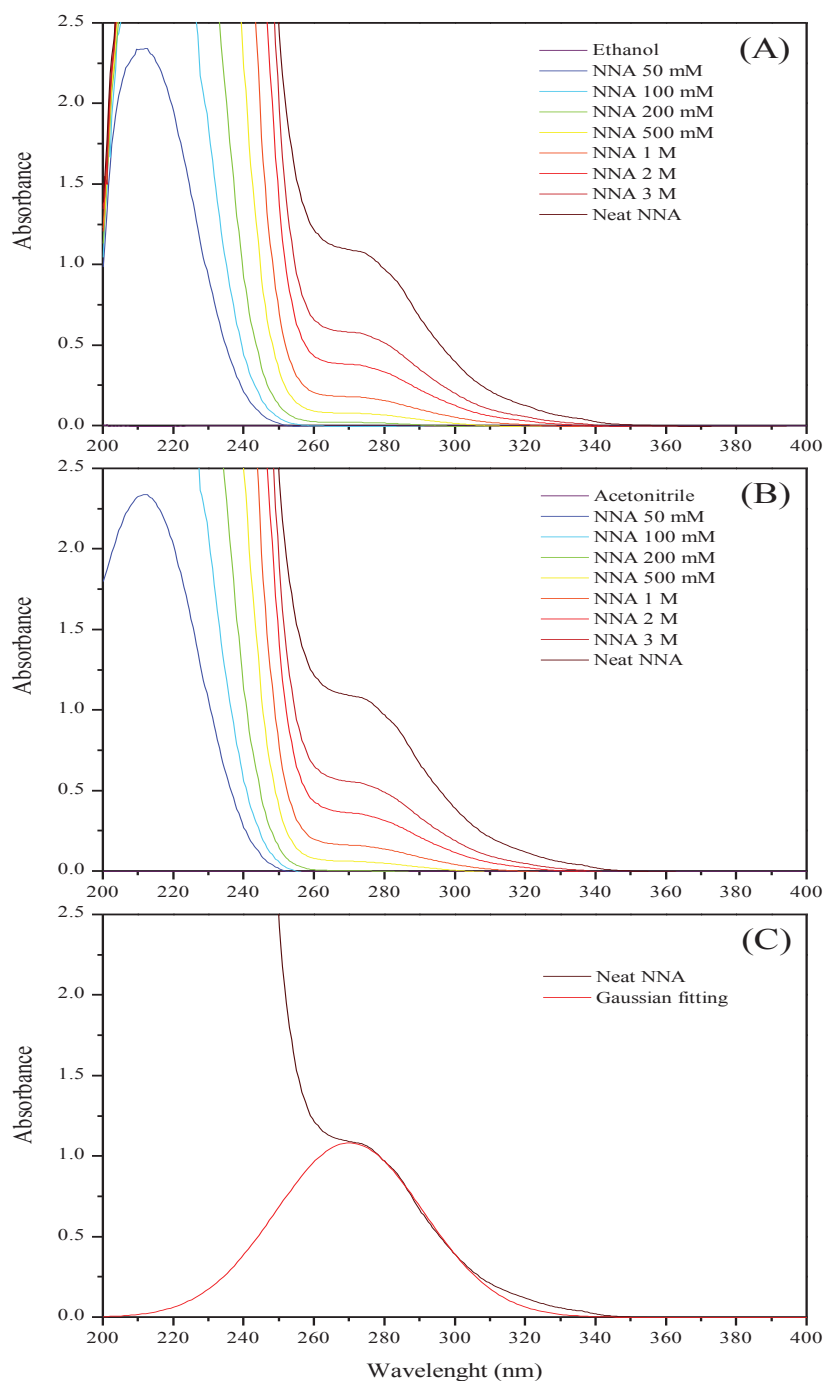 (A)
Ethanol
NNA 50 mM
NNA 100 mM
NNA 200 mM
NNA 500 mM
NNA 1 M
NNA 2 M
NNA 3 M
Neat NNA
Absorbance
2.5
2.0
1.5
1.0
0.5
0.0
200 220 240 260 280 300 320 340 360 380 400
(B)
Acetonitrile
NNA 50 mM
NNA 100 mM
NNA 200 mM
NNA 500 mM
NNA 1 M
NNA 2 M
NNA 3 M
Neat NNA
Absorbance
2.5
2.0
1.5
1.0
0.5
0.0
200 220 240 260 280 300 320 340 360 380 400
(C)
Neat NNA
Gaussian fitting
Absorbance
2.5
2.0
1.5
1.0
0.5
0.0
200 220 240 260 280 300 320 340 360 380 400
Wavelenght (nm)